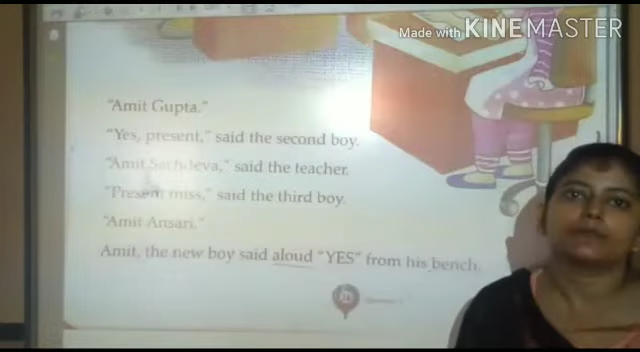 Made with KINEMASTER
"Amit Gupta."
"Yes, present," said the second boy.
"Amit Sachdeva," said the teacher.
"Present miss," said the third boy.
"Amit Ansari."
Amit, the new boy said aloud "YES" from his bench.